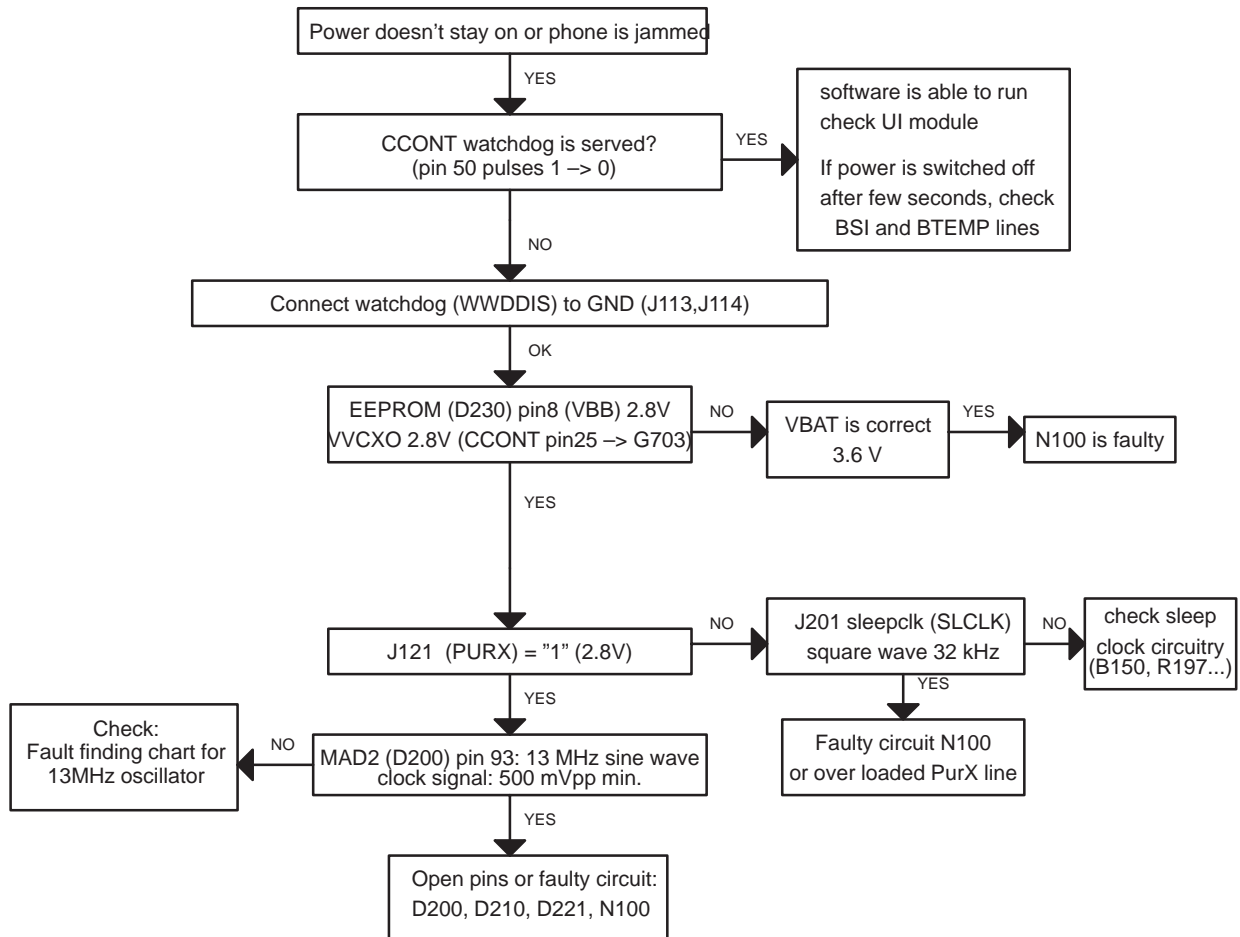 Power doesn't stay on or phone is jammed
YES
CCONT watchdog is served?
(pin 50 pulses 1 –> 0)
YES
software is able to run
check UI module
If power is switched off
after few seconds, check
BSI and BTEMP lines
NO
Connect watchdog (WWDDIS) to GND (J113,J114)
OK
EEPROM (D230) pin8 (VBB) 2.8V
VVCXO 2.8V (CCONT pin25 –> G703)
NO
VBAT is correct
3.6 V
YES
N100 is faulty
YES
J121 (PURX) = ”1” (2.8V)
NO
J201 sleepclk (SLCLK)
square wave 32 kHz
NO
check sleep
clock circuitry
(B150, R197...)
YES
Faulty circuit N100
or over loaded PurX line
YES
MAD2 (D200) pin 93: 13 MHz sine wave
clock signal: 500 mVpp min.
NO
Check:
Fault finding chart for
13MHz oscillator
YES
Open pins or faulty circuit:
D200, D210, D221, N100